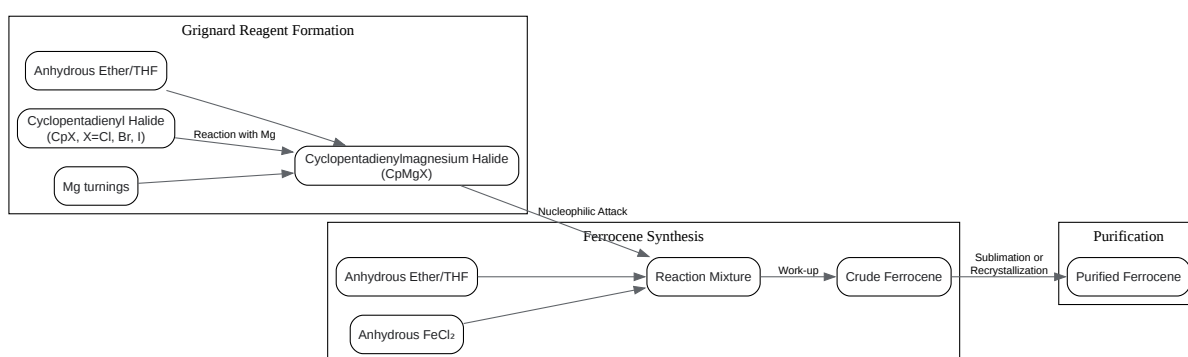 Grignard Reagent Formation
Anhydrous Ether/THF
Cyclopentadienyl Halide
(CpX, X=Cl, Br, I)
Reaction with Mg
Mg turnings
Cyclopentadienylmagnesium Halide
(CpMgX)
Nucleophilic Attack
Ferrocene Synthesis
Anhydrous Ether/THF
Anhydrous FeCl₂
Reaction Mixture
Work-up
Crude Ferrocene
Sublimation or
Recrystallization
Purification
Purified Ferrocene